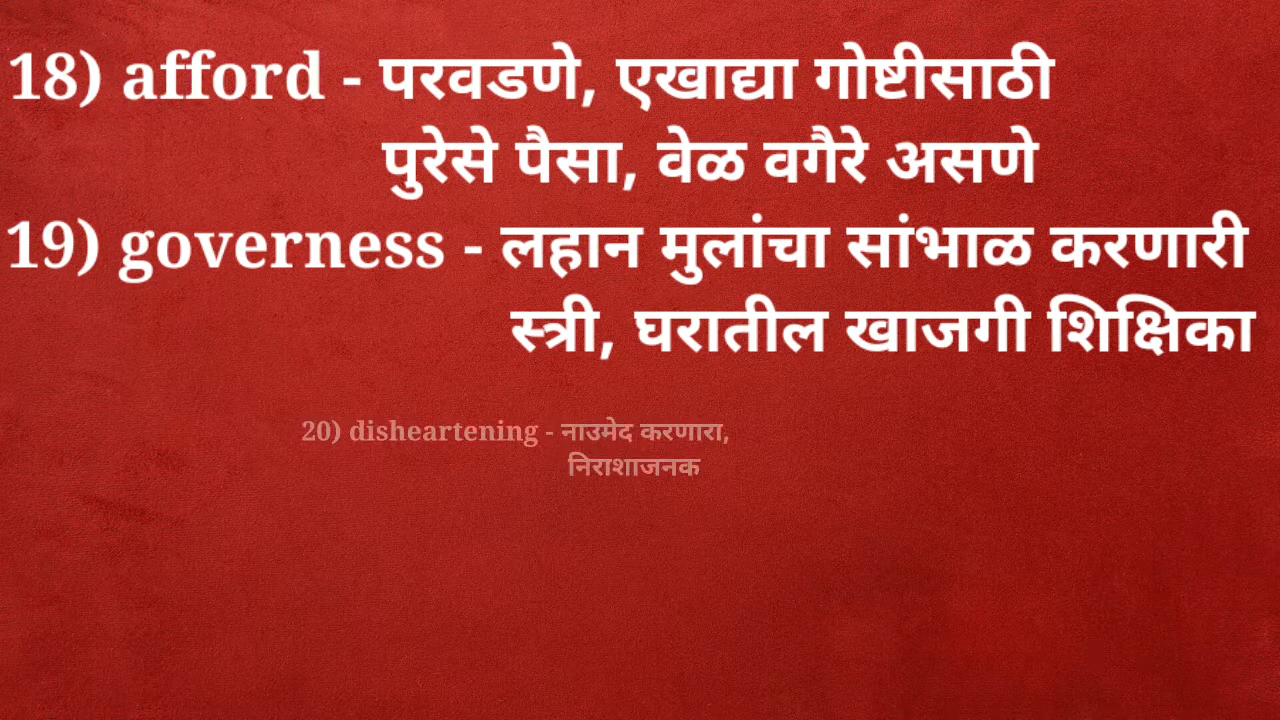 18) afford - परवडणे, एखाद्या गोष्टीसाठी
पुरेसे पैसा, वेळ वगैरे असणे
19) governess - लहान मुलांचा सांभाळ करणारी
स्त्री, घरातील खाजगी शिक्षिका
20) disheartening - नाउमेद करणारा,
निराशाजनक